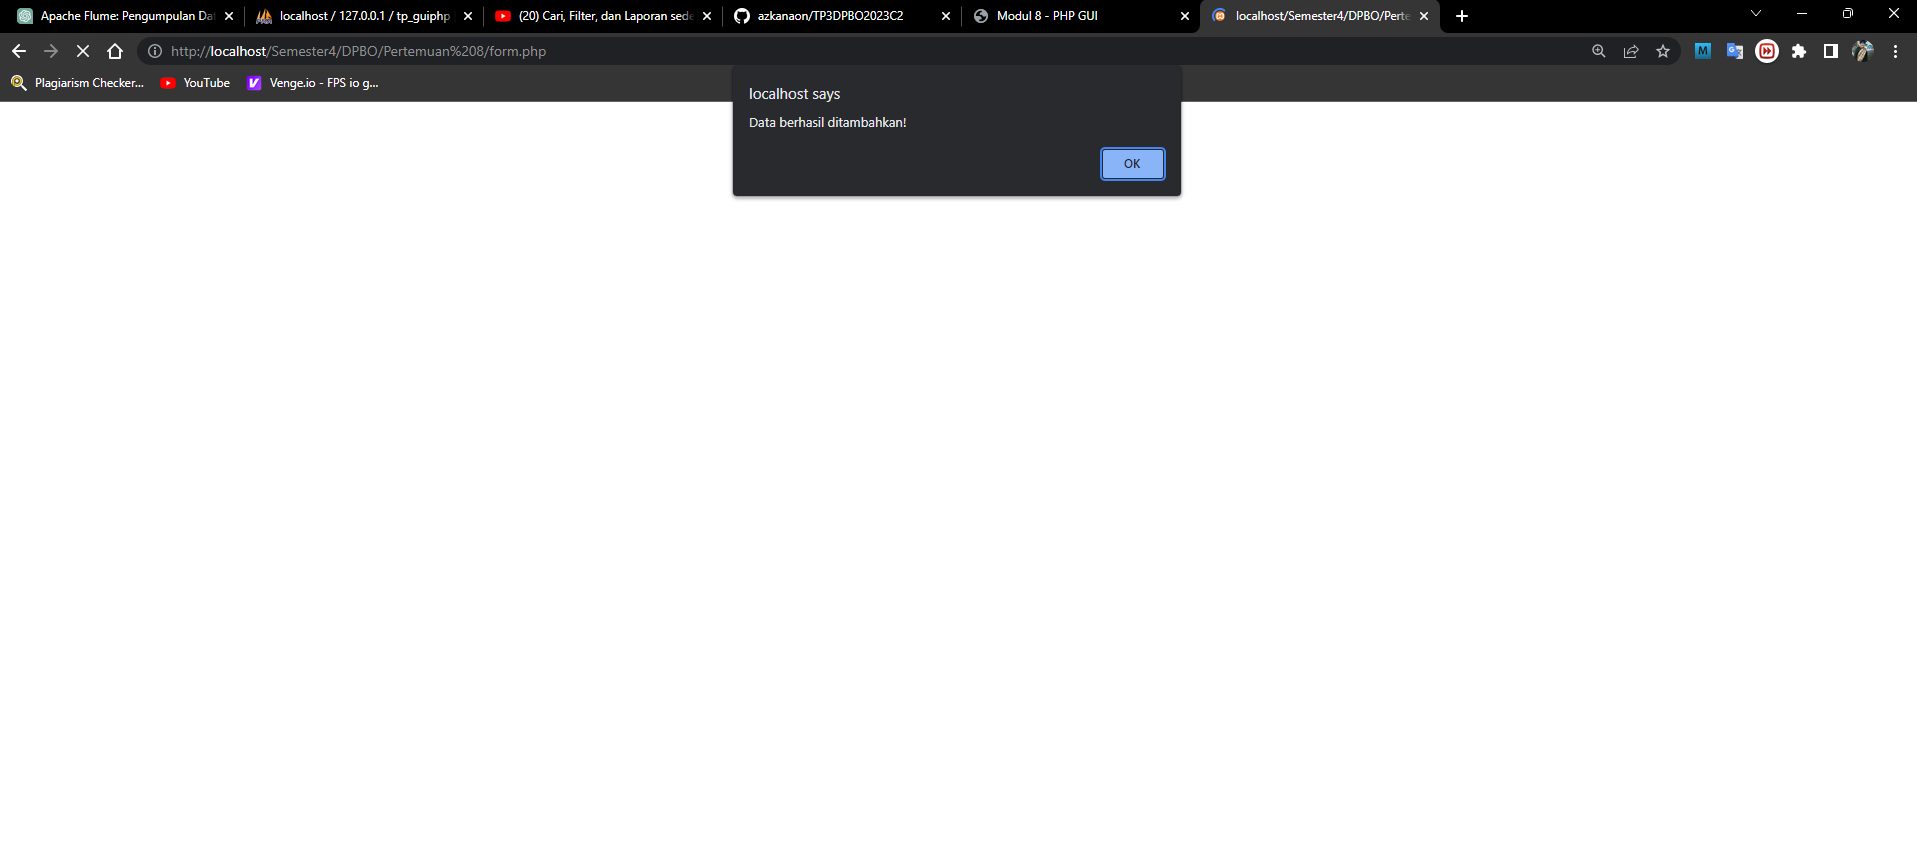 Apache Flume: Pengumpulan Da
localhost / 127.0.0.1 / tp_guiphp
(20) Cari, Filter, dan Laporan sede
azkanaon/TP3DPBO2023C2
Modul 8 - PHP GUI
localhost/Semester4/DPBO/Perte
http://localhost/Semester4/DPBO/Pertemuan%208/form.php
M
Plagiarism Checker...
YouTube
Venge.io - FPS io g...
localhost says
Data berhasil ditambahkan!
OK